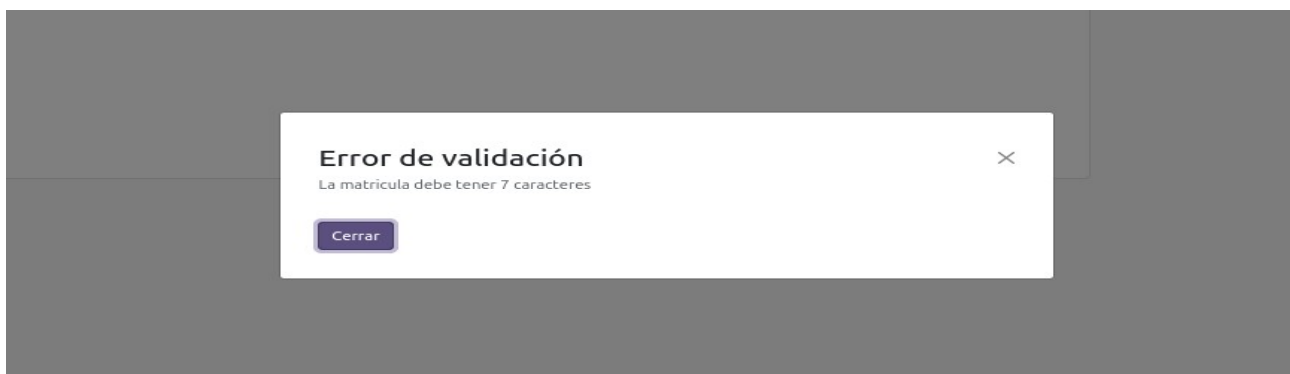 Error de validación
La matricula debe tener 7 caracteres
Cerrar